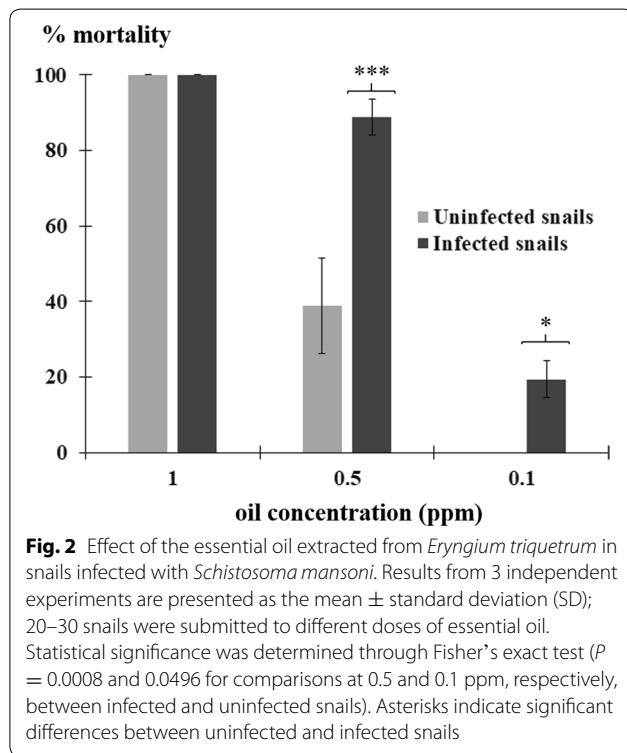 % mortality
100
80
60
40
20
0
***
*
Uninfected snails
Infected snails
1
0.5
0.1
oil concentration (ppm)
Fig. 2 Effect of the essential oil extracted from Eryngium triquetrum in
snails infected with Schistosoma mansoni. Results from 3 independent
experiments are presented as the mean ± standard deviation (SD);
20–30 snails were submitted to different doses of essential oil.
Statistical significance was determined through Fisher's exact test (P
= 0.0008 and 0.0496 for comparisons at 0.5 and 0.1 ppm, respectively,
between infected and uninfected snails). Asterisks indicate significant
differences between uninfected and infected snails